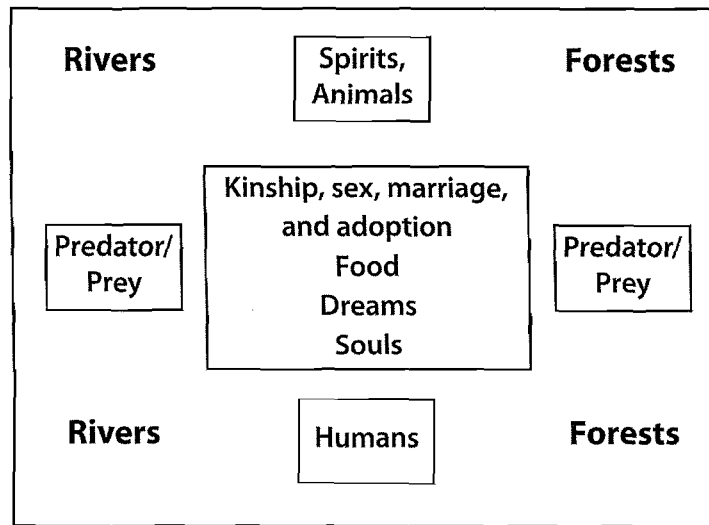 Rivers
Spirits,
Animals
Forests
Kinship, sex, marriage,
and adoption
Food
Dreams
Souls
Predator/
Prey
Predator/
Prey
Rivers
Humans
Forests